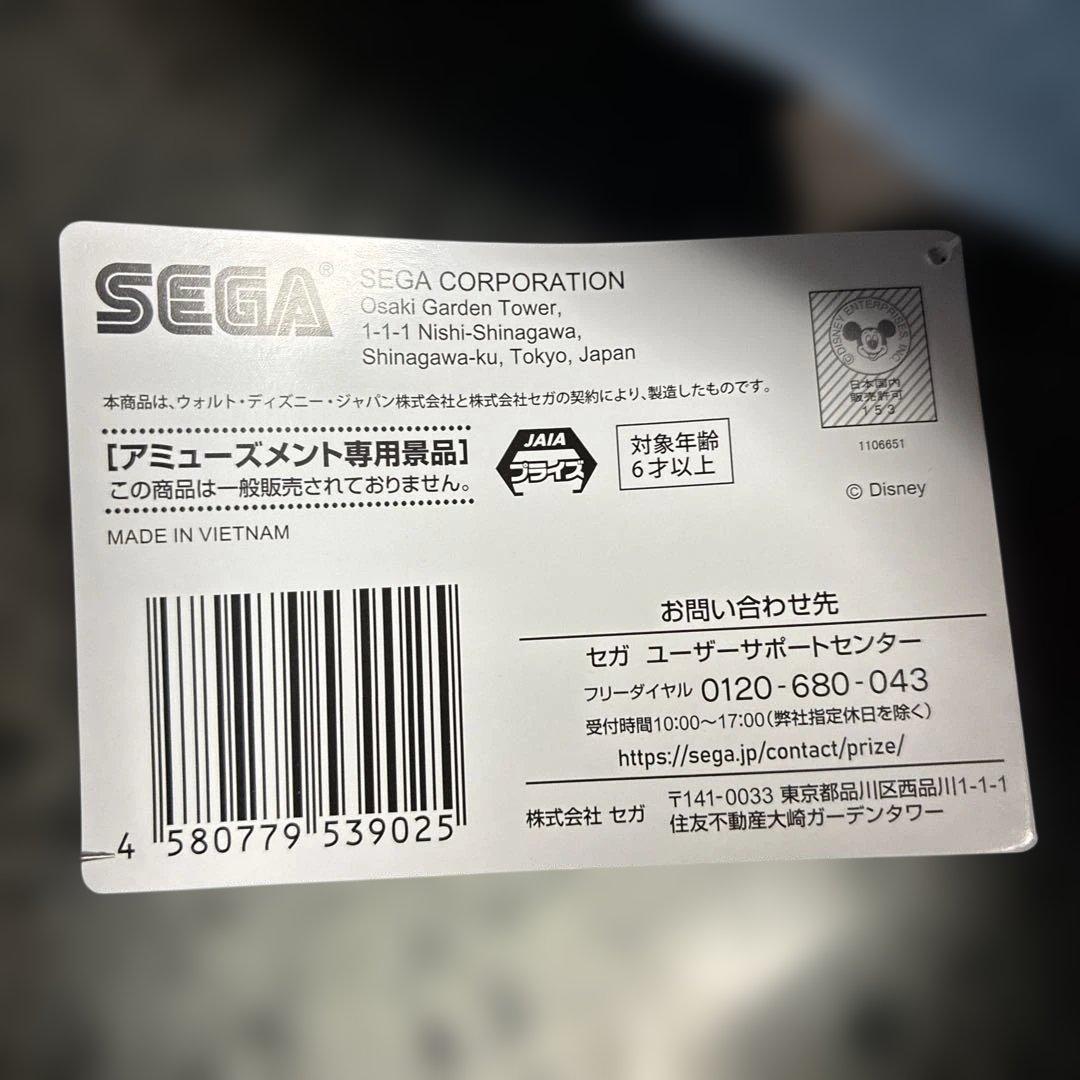 SEGA®
SEGA CORPORATION
Osaki Garden Tower,
1-1-1 Nishi-Shinagawa,
Shinagawa-ku, Tokyo, Japan
© DISNEY ENTERPRISES, INC.
日本国内
販売許可
153
1106651
© Disney
本商品は、ウォルト・ディズニー・ジャパン株式会社と株式会社セガの契約により、製造したものです。
[アミューズメント専用景品]
この商品は一般販売されておりません。
JAIA
プライズ
対象年齢
6才以上
MADE IN VIETNAM
4 580779 539025
お問い合わせ先
セガ ユーザーサポートセンター
フリーダイヤル 0120-680-043
受付時間10:00〜17:00(弊社指定休日を除く)
https://sega.jp/contact/prize/
株式会社 セガ
〒141-0033 東京都品川区西品川1-1-1
住友不動産大崎ガーデンタワー